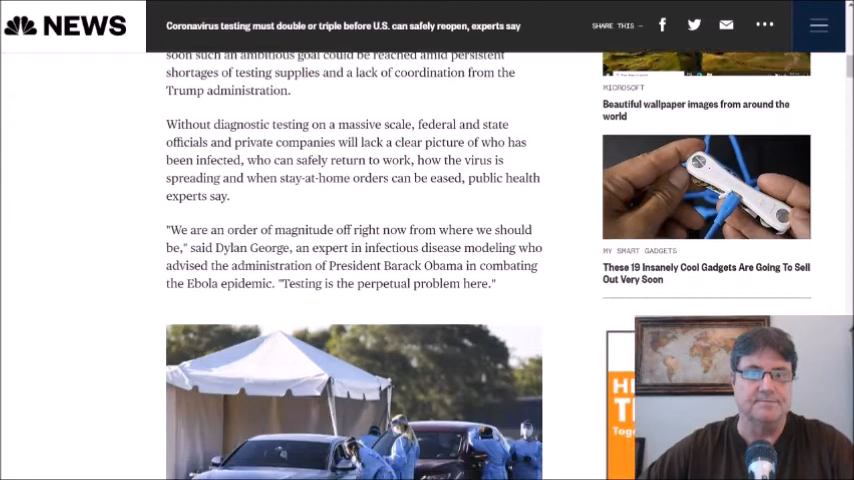 NEWS
Coronavirus testing must double or triple before U.S. can safely reopen, experts say
SHARE THIS —
soon such an ambitious goal could be reached amid persistent
shortages of testing supplies and a lack of coordination from the
Trump administration.
Without diagnostic testing on a massive scale, federal and state
officials and private companies will lack a clear picture of who has
been infected, who can safely return to work, how the virus is
spreading and when stay-at-home orders can be eased, public health
experts say.
"We are an order of magnitude off right now from where we should
be," said Dylan George, an expert in infectious disease modeling who
advised the administration of President Barack Obama in combating
the Ebola epidemic. "Testing is the perpetual problem here."
MICROSOFT
Beautiful wallpaper images from around the
world
MY SMART GADGETS
These 19 Insanely Cool Gadgets Are Going To Sell
Out Very Soon